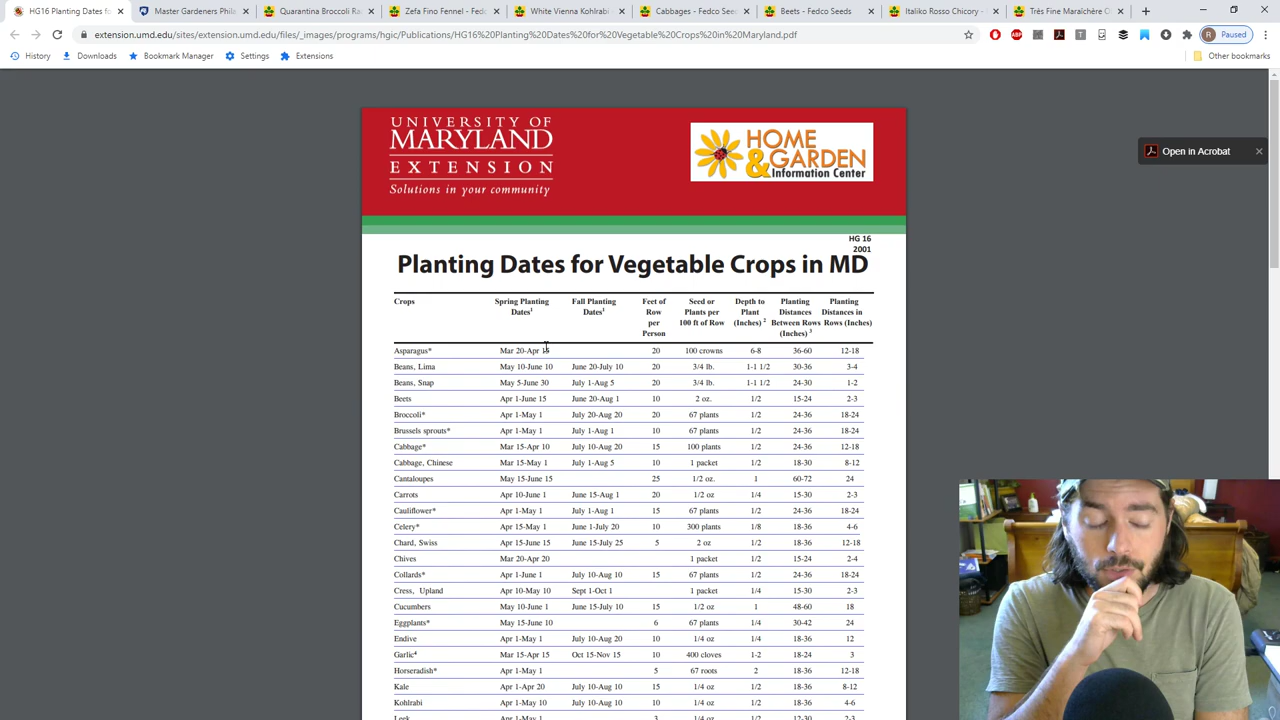 HG16 Planting Dates for
Master Gardeners Phila
Quarantina Broccoli Ra
Zefa Fino Fennel - Fedc
White Vienna Kohlrabi
Cabbages - Fedco Seed
Beets - Fedco Seeds
Italiko Rosso Chicory -
Très Fine Maraîchère O
extension.umd.edu/sites/extension.umd.edu/files/_images/programs/hgic/Publications/HG16%20Planting%20Dates%20for%20Vegetable%20Crops%20in%20Maryland.pdf
R Paused
History Downloads Bookmark Manager Settings Extensions Other bookmarks
UNIVERSITY OF
MARYLAND
EXTENSION
Solutions in your community
HOME
& GARDEN
Information Center
Open in Acrobat
HG 16
2001
Planting Dates for Vegetable Crops in MD
Crops Spring Planting Dates1 Fall Planting Dates1 Feet of Row per Person Seed or Plants per 100 ft of Row Depth to Plant (Inches) 2 Planting Distances Between Rows (Inches) 3 Planting Distances in Rows (Inches)
Asparagus* Mar 20-Apr 15 20 100 crowns 6-8 36-60 12-18
Beans, Lima May 10-June 10 June 20-July 10 20 3/4 lb. 1-1 1/2 30-36 3-4
Beans, Snap May 5-June 30 July 1-Aug 5 20 3/4 lb. 1-1 1/2 24-30 1-2
Beets Apr 1-June 15 June 20-Aug 1 10 2 oz. 1/2 15-24 2-3
Broccoli* Apr 1-May 1 July 20-Aug 20 20 67 plants 1/2 24-36 18-24
Brussels sprouts* Apr 1-May 1 July 1-Aug 1 10 67 plants 1/2 24-36 18-24
Cabbage* Mar 15-Apr 10 July 10-Aug 20 15 100 plants 1/2 24-36 12-18
Cabbage, Chinese Mar 15-May 1 July 1-Aug 5 10 1 packet 1/2 18-30 8-12
Cantaloupes May 15-June 15 25 1/2 oz. 1 60-72 24
Carrots Apr 10-June 1 June 15-Aug 1 20 1/2 oz 1/4 15-30 2-3
Cauliflower* Apr 1-May 1 July 1-Aug 1 15 67 plants 1/2 24-36 18-24
Celery* Apr 15-May 1 June 1-July 20 10 300 plants 1/8 18-36 4-6
Chard, Swiss Apr 15-June 15 June 15-July 25 5 2 oz 1/2 18-36 12-18
Chives Mar 20-Apr 20 1 packet 1/2 15-24 2-4
Collards* Apr 1-June 1 July 10-Aug 10 15 67 plants 1/2 24-36 18-24
Cress, Upland Apr 10-May 10 Sept 1-Oct 1 1 packet 1/4 15-30 2-3
Cucumbers May 10-June 1 June 15-July 10 15 1/2 oz 1 48-60 18
Eggplants* May 15-June 10 6 67 plants 1/4 30-42 24
Endive Apr 1-May 1 July 10-Aug 20 10 1/4 oz 1/4 18-36 12
Garlic4 Mar 15-Apr 15 Oct 15-Nov 15 10 400 cloves 1-2 18-24 3
Horseradish* Apr 1-May 1 5 67 roots 2 18-36 12-18
Kale Apr 1-Apr 20 July 10-Aug 10 15 1/4 oz 1/2 18-36 8-12
Kohlrabi Apr 1-May 10 July 10-Aug 10 10 1/4 oz 1/2 18-36 4-6
Leek Apr 1-May 1 3 1/4 oz 1/2 12-30 2-3